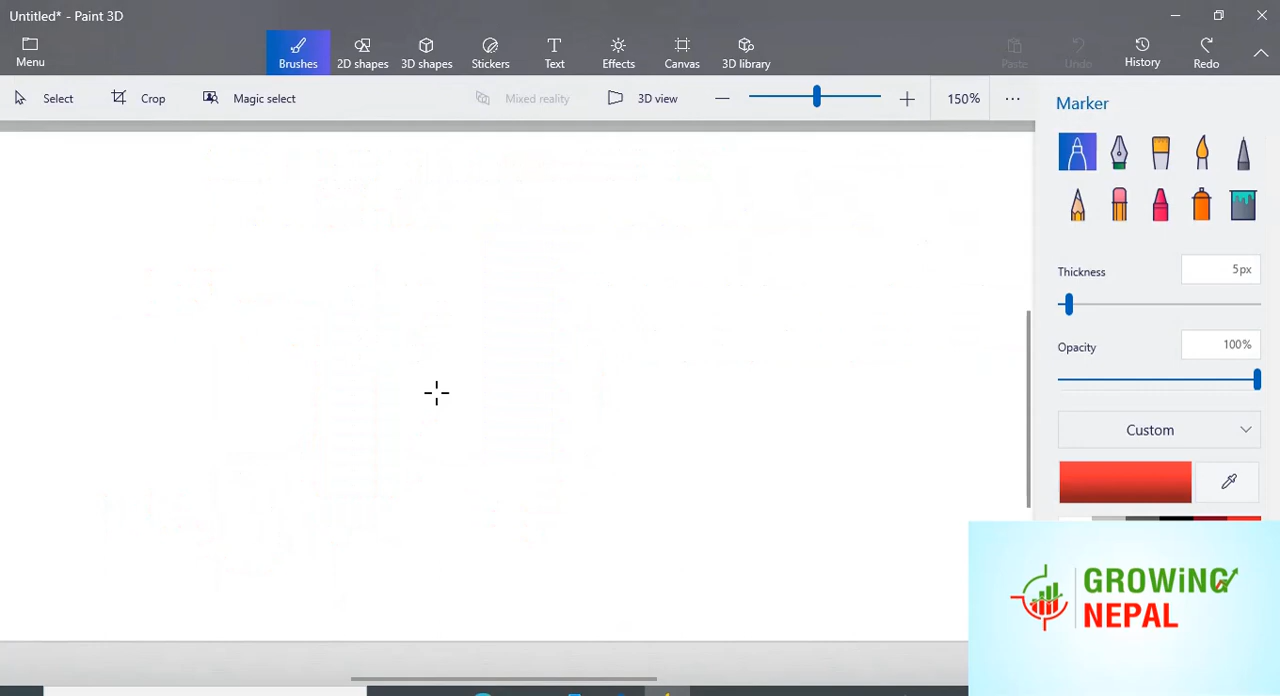 Untitled* - Paint 3D
Menu
Brushes
2D shapes
3D shapes
Stickers
Text
Effects
Canvas
3D library
Paste
Undo
History
Redo
Select
Crop
Magic select
Mixed reality
3D view
150%
Marker
Thickness
5px
Opacity
100%
Custom
GROWiNG
NEPAL